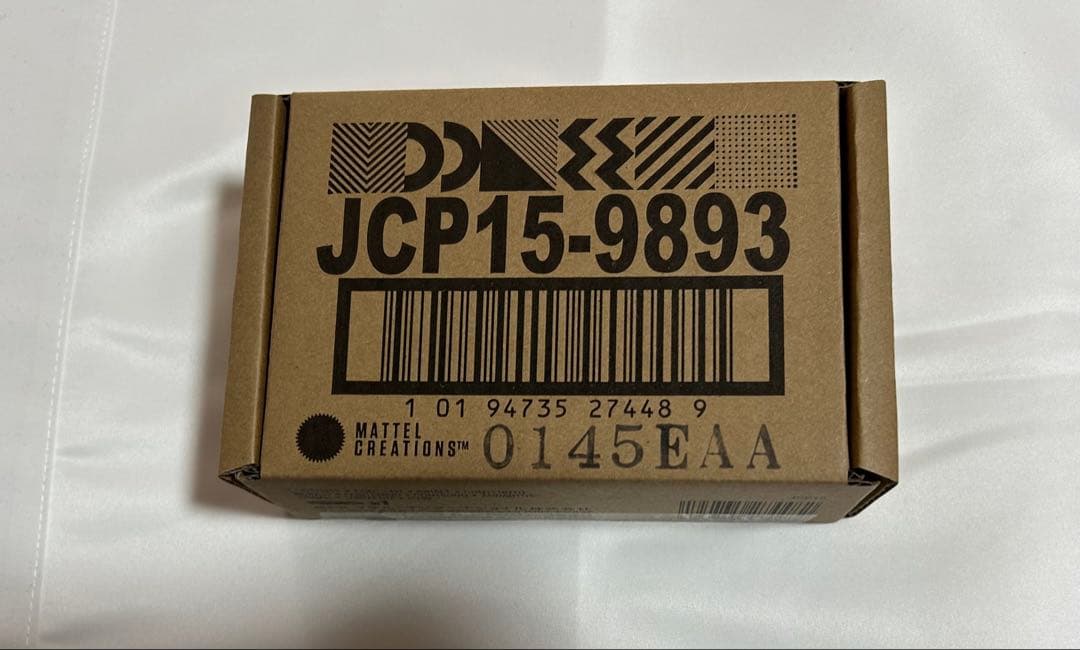 JCP15-9893
1 01 94735 27448 9
MATTEL
CREATIONS™
0145EAA